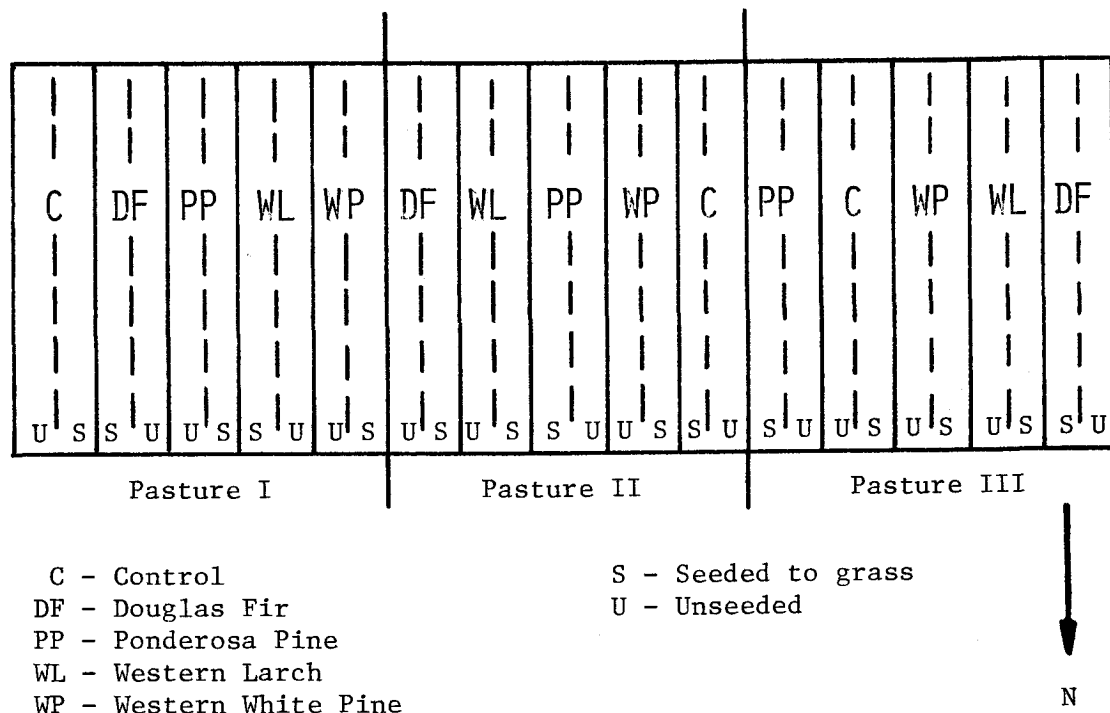 C DF PP WL WP DF WL PP WP C PP C WP WL DF
U S S U U S S U U S U S U S S U U S S U S U U S U S U S S U
Pasture I Pasture II Pasture III
C - Control
DF - Douglas Fir
PP - Ponderosa Pine
WL - Western Larch
WP - Western White Pine
S - Seeded to grass
U - Unseeded
N